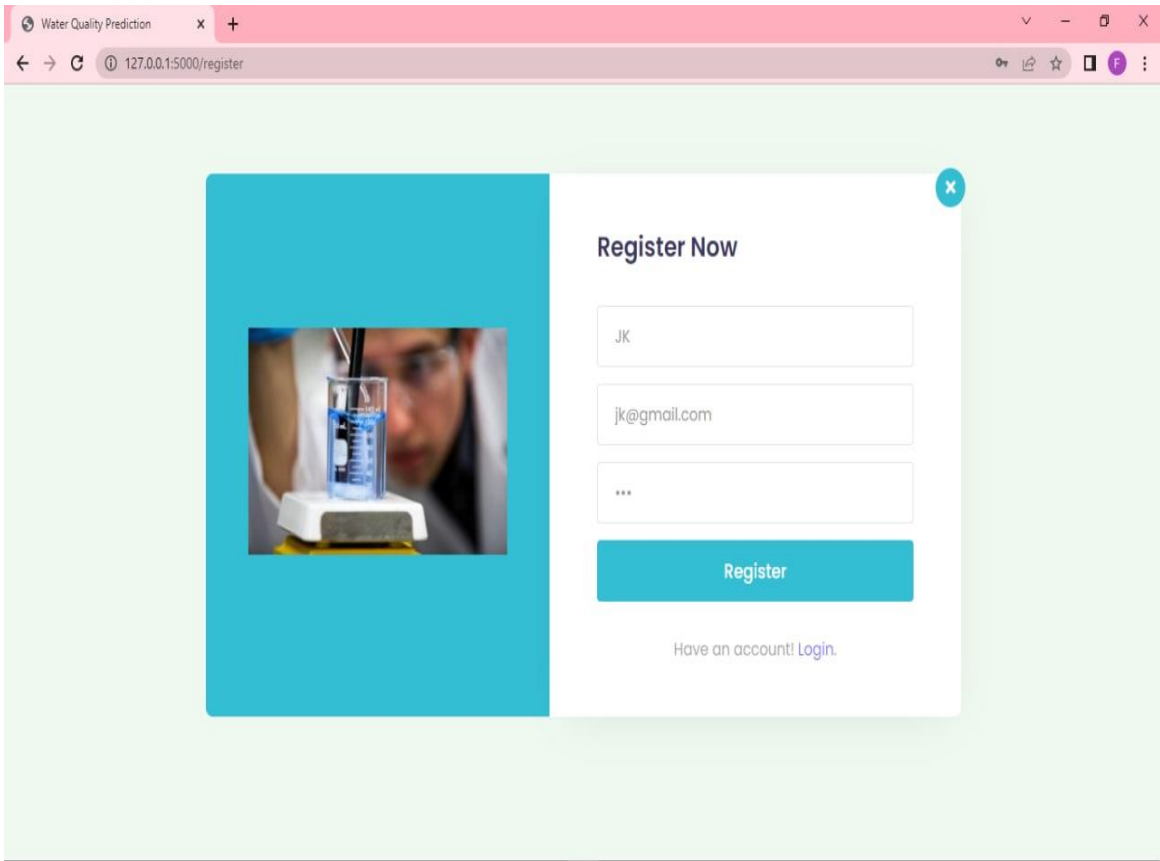 Water Quality Prediction
127.0.0.1:5000/register
F
Register Now
JK
jk@gmail.com
•••
Register
Have an account! Login.